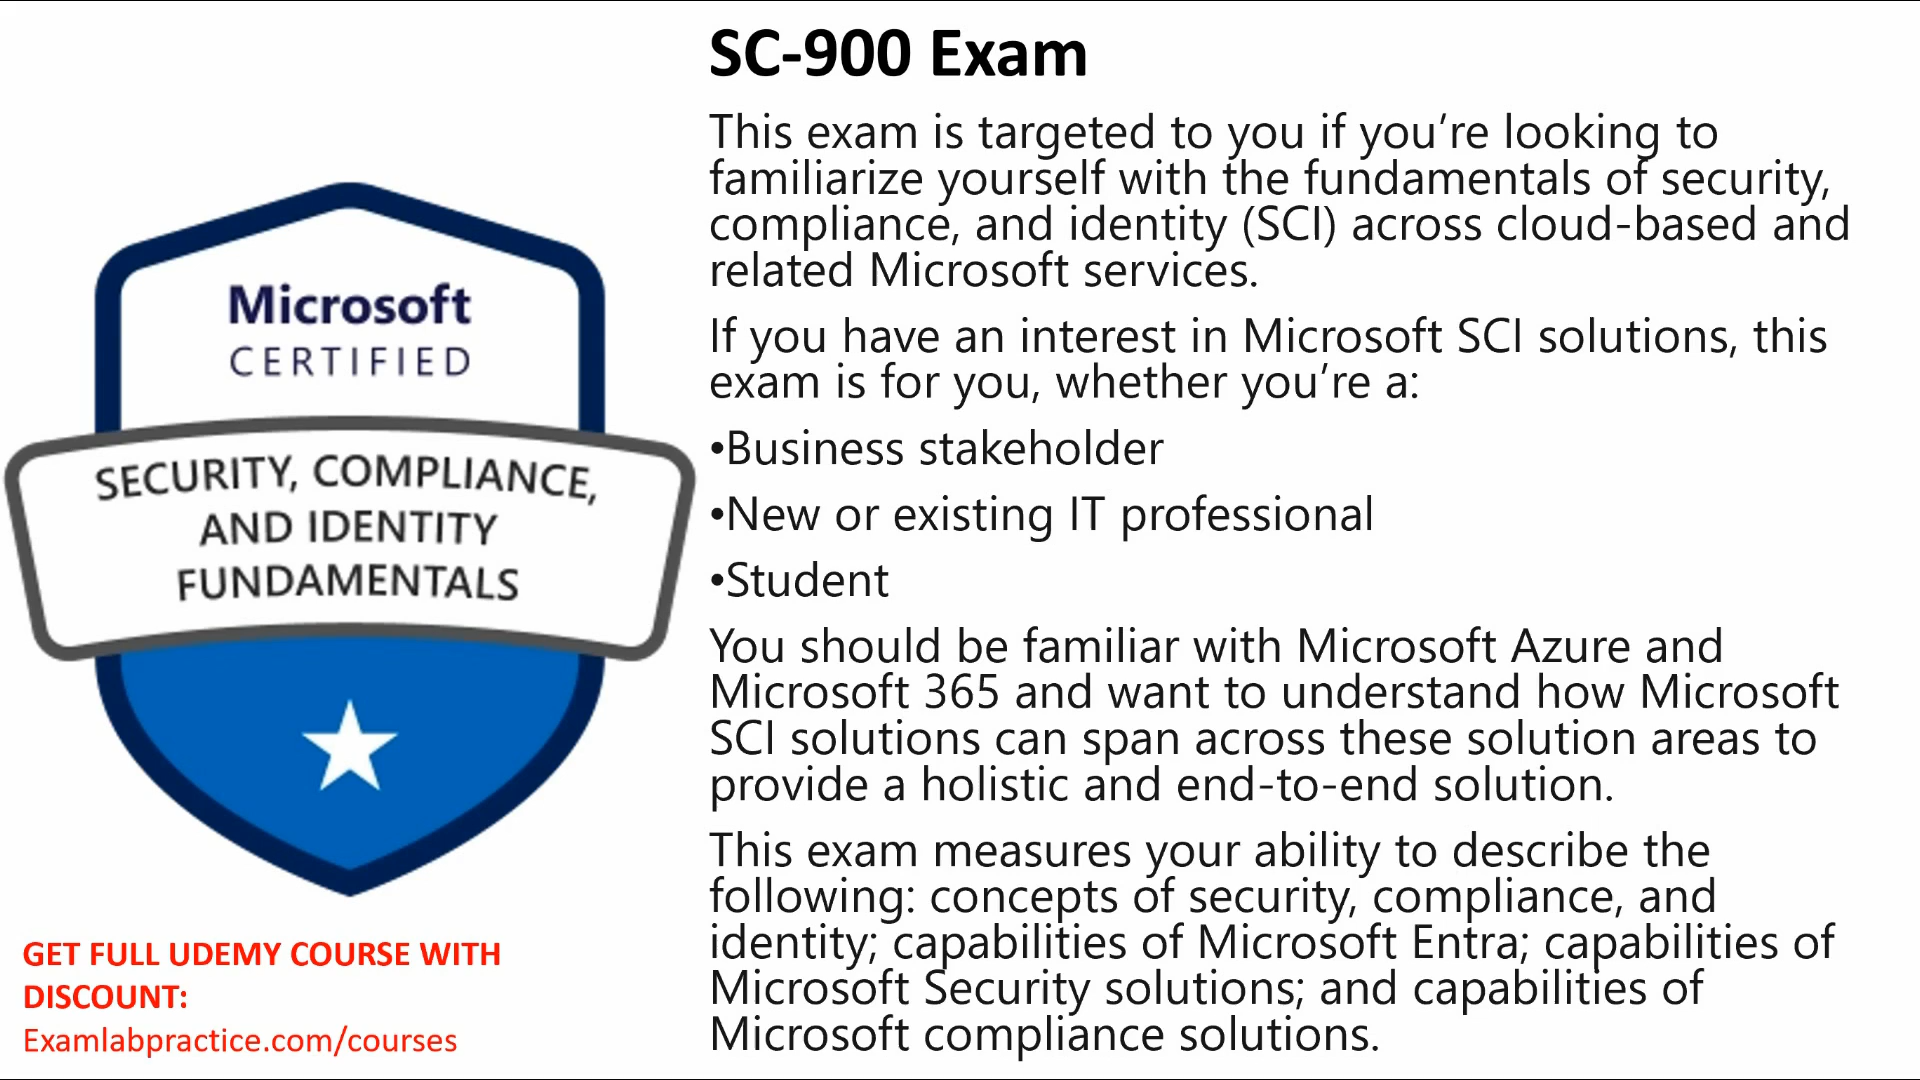 Microsoft
CERTIFIED
SECURITY, COMPLIANCE,
AND IDENTITY
FUNDAMENTALS
GET FULL UDEMY COURSE WITH
DISCOUNT:
Examlabpractice.com/courses
SC-900 Exam
This exam is targeted to you if you’re looking to
familiarize yourself with the fundamentals of security,
compliance, and identity (SCI) across cloud-based and
related Microsoft services.
If you have an interest in Microsoft SCI solutions, this
exam is for you, whether you’re a:
•Business stakeholder
•New or existing IT professional
•Student
You should be familiar with Microsoft Azure and
Microsoft 365 and want to understand how Microsoft
SCI solutions can span across these solution areas to
provide a holistic and end-to-end solution.
This exam measures your ability to describe the
following: concepts of security, compliance, and
identity; capabilities of Microsoft Entra; capabilities of
Microsoft Security solutions; and capabilities of
Microsoft compliance solutions.